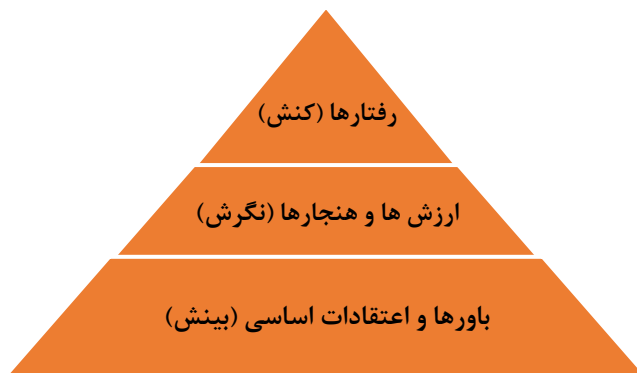 رفتارها (کنش)
ارزش ها و هنجارها (نگرش)
باورها و اعتقادات اساسی (بینش)